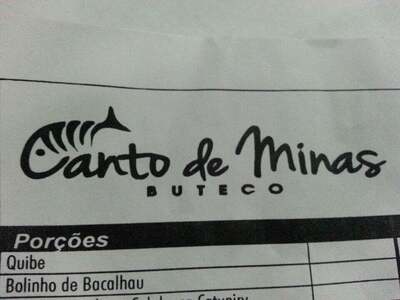 Canto de Minas
BUTECO
Porções
Quibe
Bolinho de Bacalhau